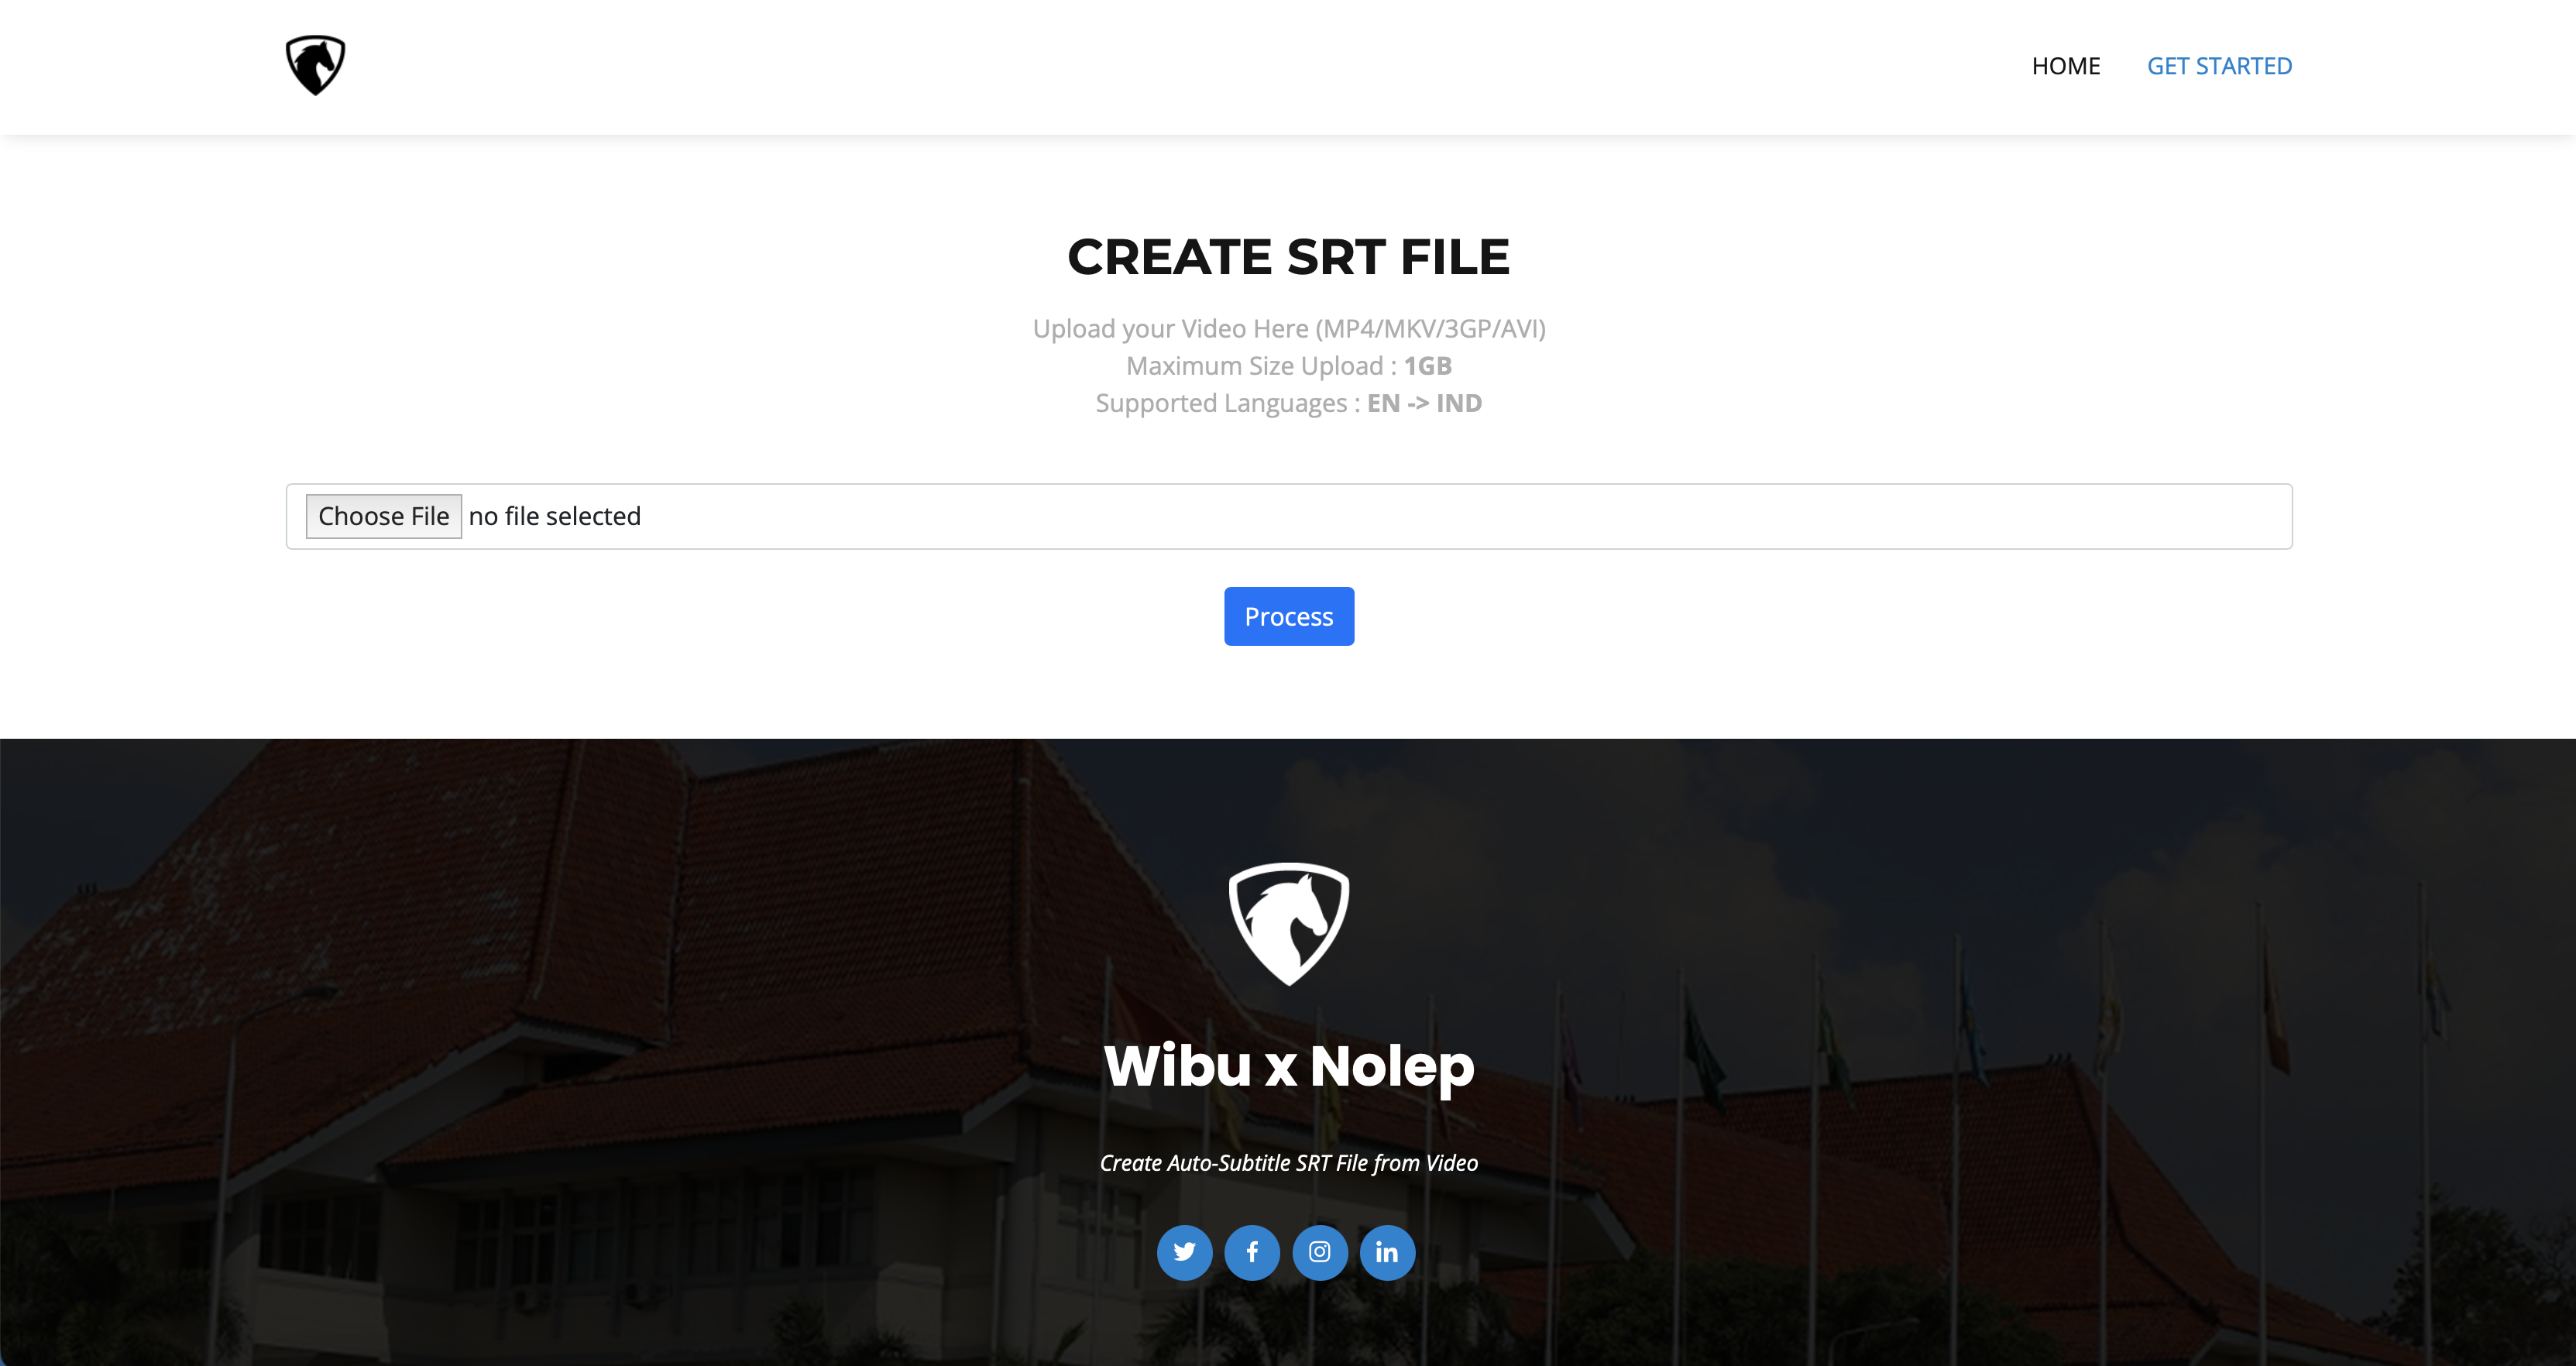 HOME
GET STARTED
CREATE SRT FILE
Upload your Video Here (MP4/MKV/3GP/AVI)
Maximum Size Upload : 1GB
Supported Languages : EN -> IND
Choose File no file selected
Process
Wibu x Nolep
Create Auto-Subtitle SRT File from Video